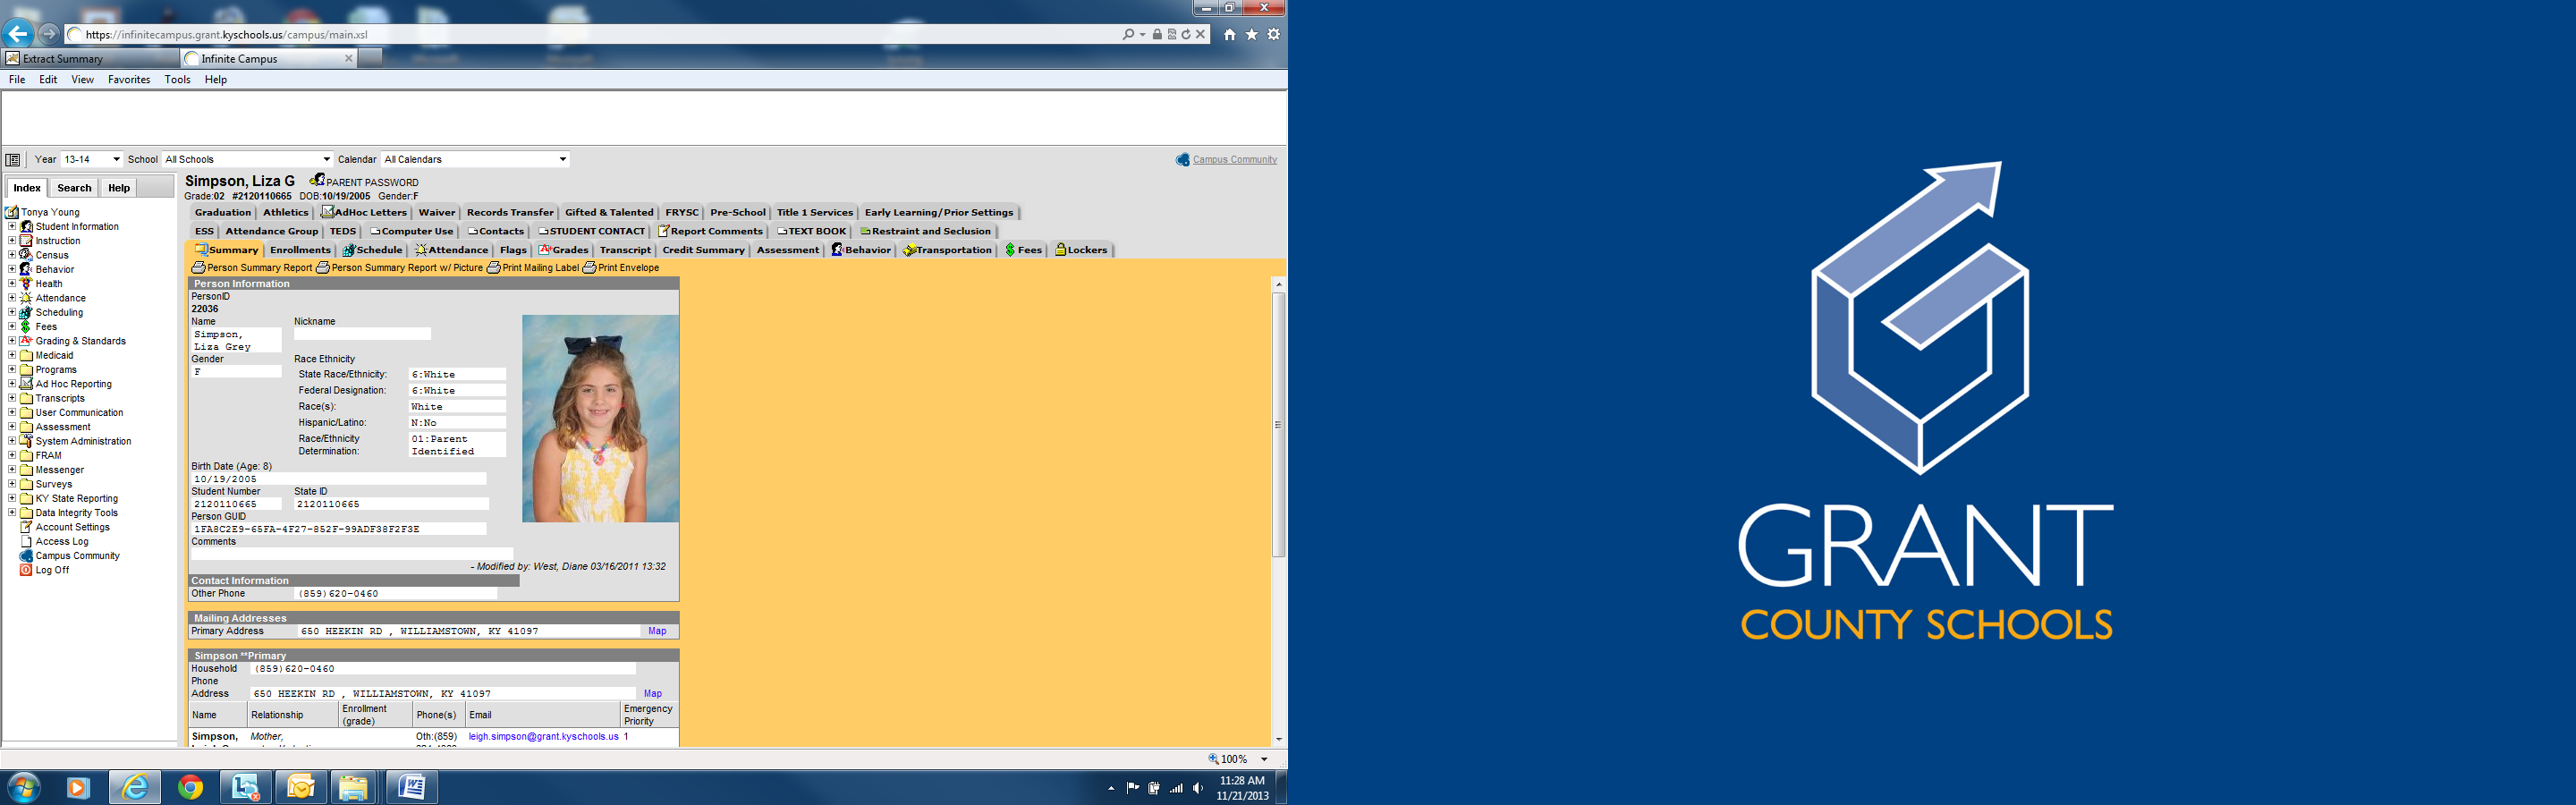 https://infinitecampus.grant.kyschools.us/campus/main.xsl
Extract Summary
Infinite Campus
File Edit View Favorites Tools Help
Year 13-14 School All Schools Calendar All Calendars Campus Community
Index Search Help
Tonya Young
Student Information
Instruction
Census
Behavior
Health
Attendance
Scheduling
Fees
Grading & Standards
Medicaid
Programs
Ad Hoc Reporting
Transcripts
User Communication
Assessment
System Administration
FRAM
Messenger
Surveys
KY State Reporting
Data Integrity Tools
Account Settings
Access Log
Campus Community
Log Off
Simpson, Liza G PARENT PASSWORD
Grade:02 #2120110665 DOB:10/19/2005 Gender:F
Graduation Athletics AdHoc Letters Waiver Records Transfer Gifted & Talented FRYSC Pre-School Title 1 Services Early Learning/Prior Settings
ESS Attendance Group TEDS Computer Use Contacts STUDENT CONTACT Report Comments TEXT BOOK Restraint and Seclusion
Summary Enrollments Schedule Attendance Flags Grades Transcript Credit Summary Assessment Behavior Transportation Fees Lockers
Person Summary Report Person Summary Report w/ Picture Print Mailing Label Print Envelope
Person Information
PersonID
22036
Name Nickname
Simpson,
Liza Grey
Gender Race Ethnicity
F
State Race/Ethnicity: 6:White
Federal Designation: 6:White
Race(s): White
Hispanic/Latino: N:No
Race/Ethnicity 01:Parent
Determination: Identified
Birth Date (Age: 8)
10/19/2005
Student Number State ID
2120110665 2120110665
Person GUID
1FA8C2E9-65FA-4F27-852F-99ADF38F2F3E
Comments
- Modified by: West, Diane 03/16/2011 13:32
Contact Information
Other Phone (859)620-0460
Mailing Addresses
Primary Address 650 HEEKIN RD , WILLIAMSTOWN, KY 41097 Map
Simpson **Primary
Household (859)620-0460
Phone
Address 650 HEEKIN RD , WILLIAMSTOWN, KY 41097 Map
Name Relationship Enrollment (grade) Phone(s) Email Emergency Priority
Simpson, Mother, Oth:(859) leigh.simpson@grant.kyschools.us 1
100%
11:28 AM
11/21/2013
GRANT
COUNTY SCHOOLS